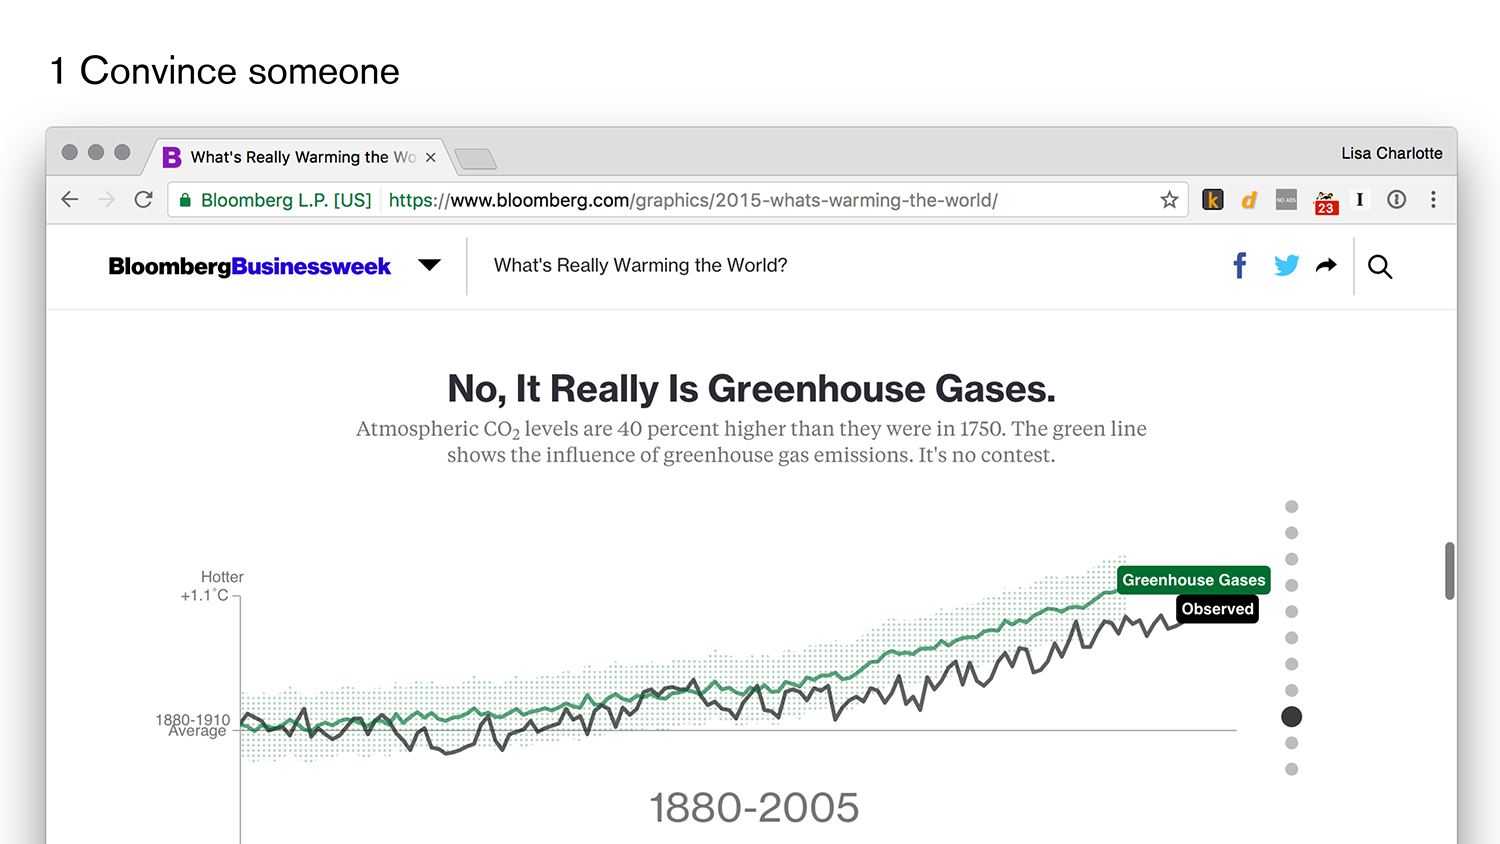 1 Convince someone
What's Really Warming the Wo
Lisa Charlotte
Bloomberg L.P. [US] https://www.bloomberg.com/graphics/2015-whats-warming-the-world/
k d NO ADS 23 I
BloombergBusinessweek What's Really Warming the World?
No, It Really Is Greenhouse Gases.
Atmospheric CO₂ levels are 40 percent higher than they were in 1750. The green line
shows the influence of greenhouse gas emissions. It's no contest.
Hotter
+1.1°C
Greenhouse Gases
Observed
1880-1910
Average
1880-2005